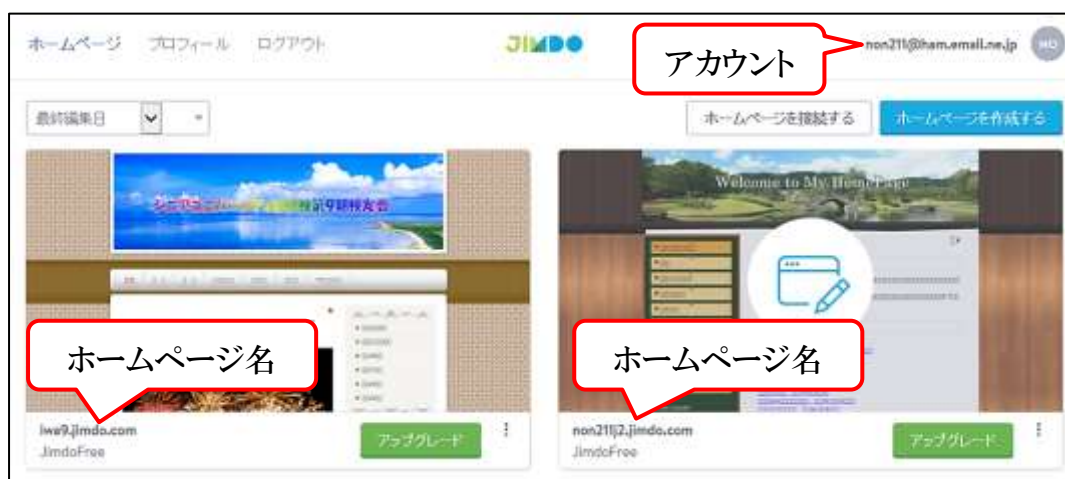 ホームページ プロフィール ログアウト
JIMDO
アカウント
non211@ham.email.ne.jp
最終編集日
ホームページを接続する
ホームページを作成する
Welcome to My HomePage
ホームページ名
ホームページ名
iwa9.jimdo.com
JimdoFree
アップグレード
non211j2.jimdo.com
JimdoFree
アップグレード